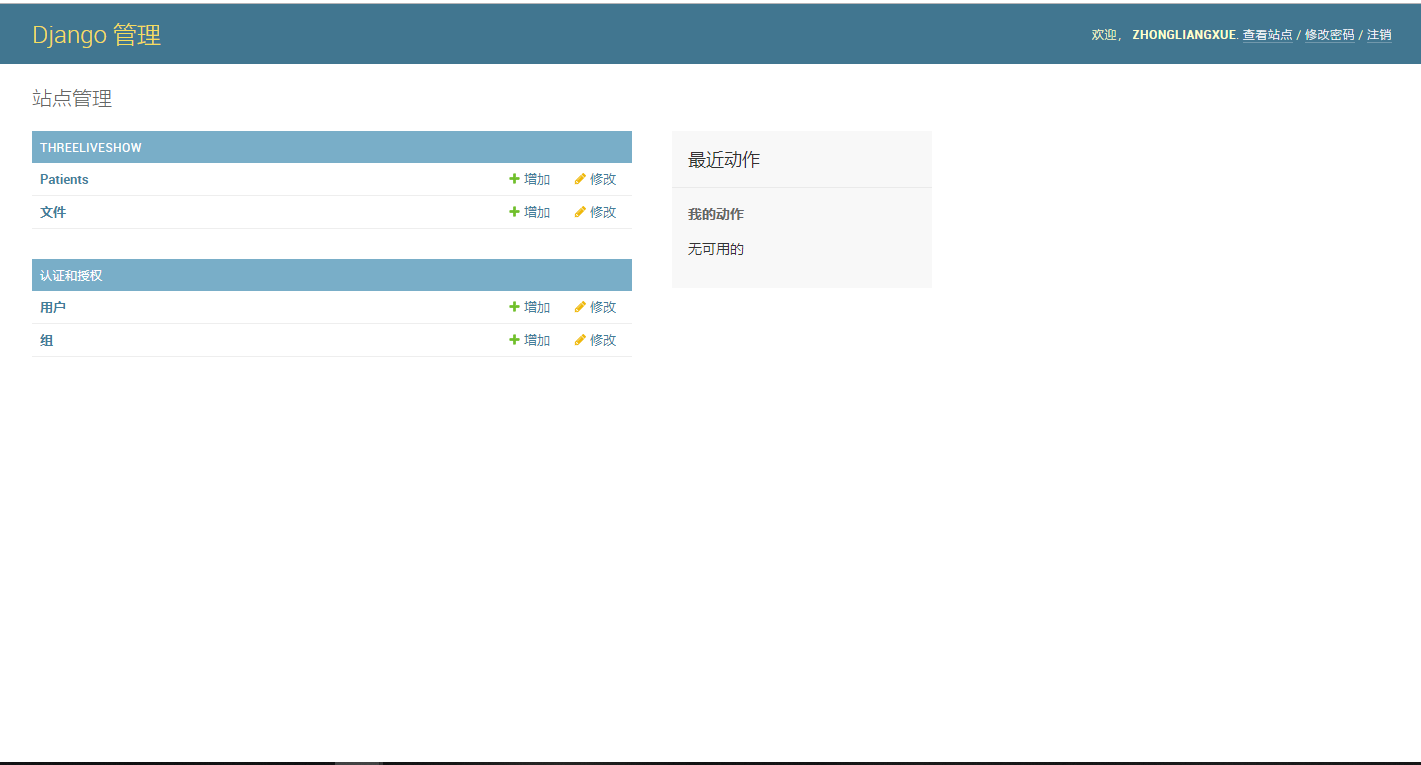 Django 管理
欢迎， ZHONGLIANGXUE. 查看站点 / 修改密码 / 注销
站点管理
THREELIVESHOW
Patients 增加 修改
文件 增加 修改
认证和授权
用户 增加 修改
组 增加 修改
最近动作
我的动作
无可用的